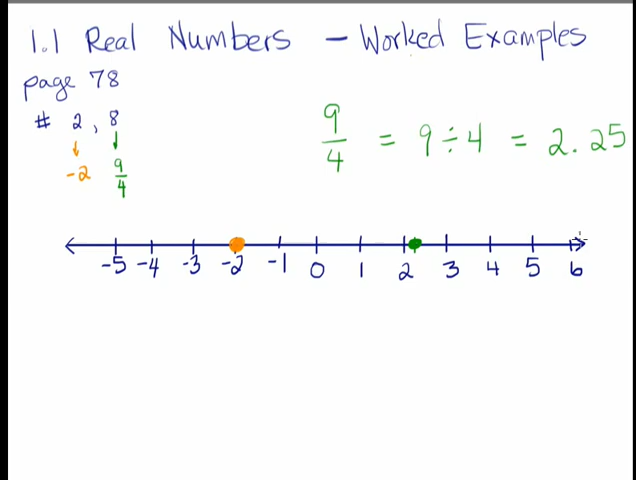 1.1 Real Numbers - Worked Examples
page 78
# 2, 8
-2 9/4
9/4 = 9÷4 = 2.25
-5 -4 -3 -2 -1 0 1 2 3 4 5 6